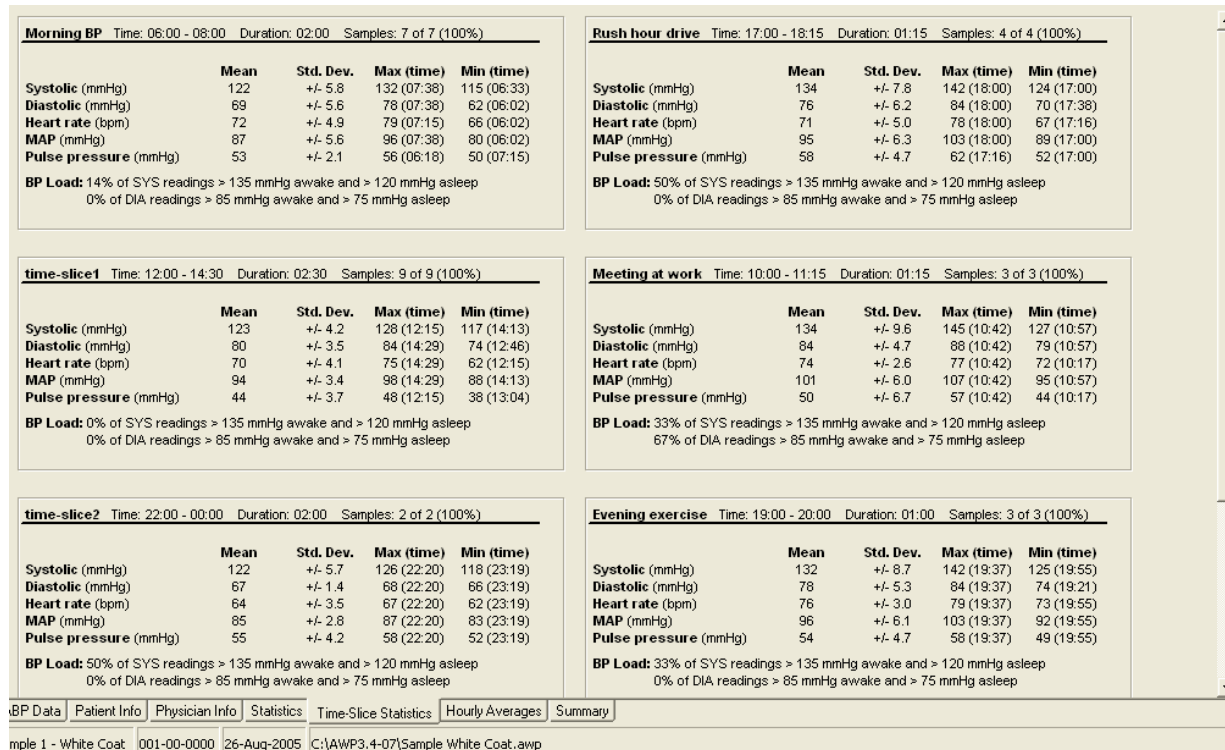 Morning BP Time: 06:00 - 08:00 Duration: 02:00 Samples: 7 of 7 (100%)
Mean Std. Dev. Max (time) Min (time)
Systolic (mmHg) 122 +/- 5.8 132 (07:38) 115 (06:33)
Diastolic (mmHg) 69 +/- 5.6 78 (07:38) 62 (06:02)
Heart rate (bpm) 72 +/- 4.9 79 (07:15) 66 (06:02)
MAP (mmHg) 87 +/- 5.6 96 (07:38) 80 (06:02)
Pulse pressure (mmHg) 53 +/- 2.1 56 (06:18) 50 (07:15)
BP Load: 14% of SYS readings > 135 mmHg awake and > 120 mmHg asleep
0% of DIA readings > 85 mmHg awake and > 75 mmHg asleep
Rush hour drive Time: 17:00 - 18:15 Duration: 01:15 Samples: 4 of 4 (100%)
Mean Std. Dev. Max (time) Min (time)
Systolic (mmHg) 134 +/- 7.8 142 (18:00) 124 (17:00)
Diastolic (mmHg) 76 +/- 6.2 84 (18:00) 70 (17:38)
Heart rate (bpm) 71 +/- 5.0 78 (18:00) 67 (17:16)
MAP (mmHg) 95 +/- 6.3 103 (18:00) 89 (17:00)
Pulse pressure (mmHg) 58 +/- 4.7 62 (17:16) 52 (17:00)
BP Load: 50% of SYS readings > 135 mmHg awake and > 120 mmHg asleep
0% of DIA readings > 85 mmHg awake and > 75 mmHg asleep
time-slice1 Time: 12:00 - 14:30 Duration: 02:30 Samples: 9 of 9 (100%)
Mean Std. Dev. Max (time) Min (time)
Systolic (mmHg) 123 +/- 4.2 128 (12:15) 117 (14:13)
Diastolic (mmHg) 80 +/- 3.5 84 (14:29) 74 (12:46)
Heart rate (bpm) 70 +/- 4.1 75 (14:29) 62 (12:15)
MAP (mmHg) 94 +/- 3.4 98 (14:29) 88 (14:13)
Pulse pressure (mmHg) 44 +/- 3.7 48 (12:15) 38 (13:04)
BP Load: 0% of SYS readings > 135 mmHg awake and > 120 mmHg asleep
0% of DIA readings > 85 mmHg awake and > 75 mmHg asleep
Meeting at work Time: 10:00 - 11:15 Duration: 01:15 Samples: 3 of 3 (100%)
Mean Std. Dev. Max (time) Min (time)
Systolic (mmHg) 134 +/- 9.6 145 (10:42) 127 (10:57)
Diastolic (mmHg) 84 +/- 4.7 88 (10:42) 79 (10:57)
Heart rate (bpm) 74 +/- 2.6 77 (10:42) 72 (10:17)
MAP (mmHg) 101 +/- 6.0 107 (10:42) 95 (10:57)
Pulse pressure (mmHg) 50 +/- 6.7 57 (10:42) 44 (10:17)
BP Load: 33% of SYS readings > 135 mmHg awake and > 120 mmHg asleep
67% of DIA readings > 85 mmHg awake and > 75 mmHg asleep
time-slice2 Time: 22:00 - 00:00 Duration: 02:00 Samples: 2 of 2 (100%)
Mean Std. Dev. Max (time) Min (time)
Systolic (mmHg) 122 +/- 5.7 126 (22:20) 118 (23:19)
Diastolic (mmHg) 67 +/- 1.4 68 (22:20) 66 (23:19)
Heart rate (bpm) 64 +/- 3.5 67 (22:20) 62 (23:19)
MAP (mmHg) 85 +/- 2.8 87 (22:20) 83 (23:19)
Pulse pressure (mmHg) 55 +/- 4.2 58 (22:20) 52 (23:19)
BP Load: 50% of SYS readings > 135 mmHg awake and > 120 mmHg asleep
0% of DIA readings > 85 mmHg awake and > 75 mmHg asleep
Evening exercise Time: 19:00 - 20:00 Duration: 01:00 Samples: 3 of 3 (100%)
Mean Std. Dev. Max (time) Min (time)
Systolic (mmHg) 132 +/- 8.7 142 (19:37) 125 (19:55)
Diastolic (mmHg) 78 +/- 5.3 84 (19:37) 74 (19:21)
Heart rate (bpm) 76 +/- 3.0 79 (19:37) 73 (19:55)
MAP (mmHg) 96 +/- 6.1 103 (19:37) 92 (19:55)
Pulse pressure (mmHg) 54 +/- 4.7 58 (19:37) 49 (19:55)
BP Load: 33% of SYS readings > 135 mmHg awake and > 120 mmHg asleep
0% of DIA readings > 85 mmHg awake and > 75 mmHg asleep
BP Data Patient Info Physician Info Statistics Time-Slice Statistics Hourly Averages Summary
mple 1 - White Coat 001-00-0000 26-Aug-2005 C:\AWP3.4-07\Sample White Coat.awp